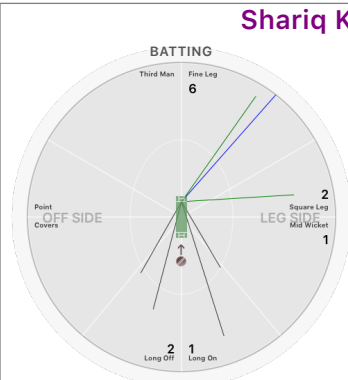 Shariq K
BATTING
Third Man Fine Leg
6
2
Point Square Leg
OFF SIDE LEG SIDE
Covers Mid Wicket
1
2 1
Long Off Long On